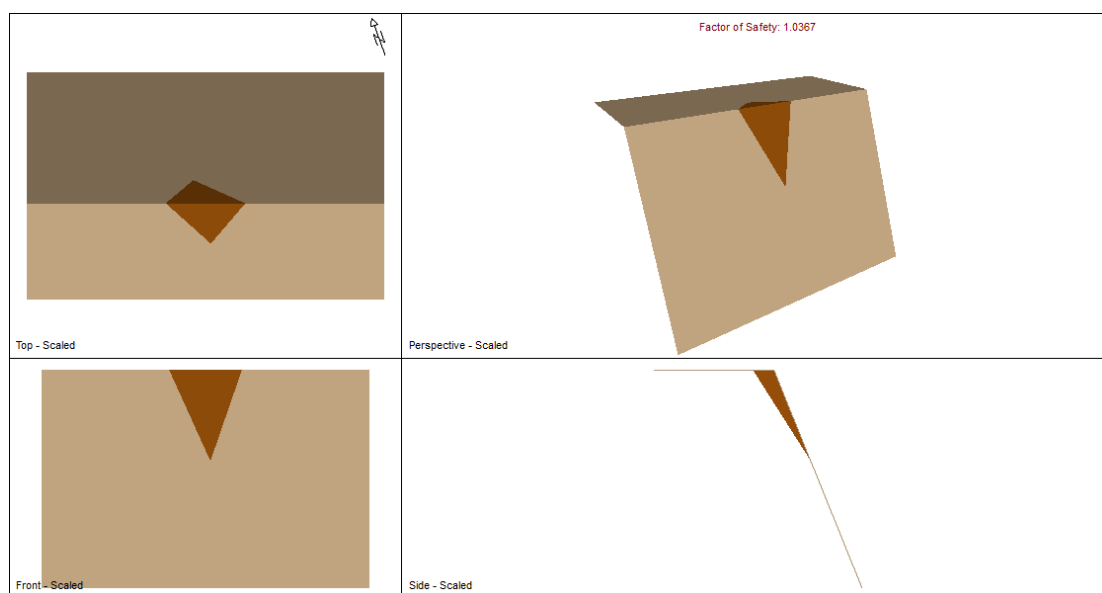 N
Factor of Safety: 1.0367
Top - Scaled
Perspective - Scaled
Front - Scaled
Side - Scaled